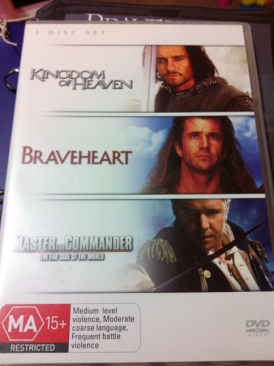 3 DISC SET
KINGDOM
OF HEAVEN
BRAVEHEART
MASTER AND COMMANDER
THE FAR SIDE OF THE WORLD
MA 15+
RESTRICTED
Medium level
violence, Moderate
coarse language,
Frequent battle
violence
DVD
VIDEO